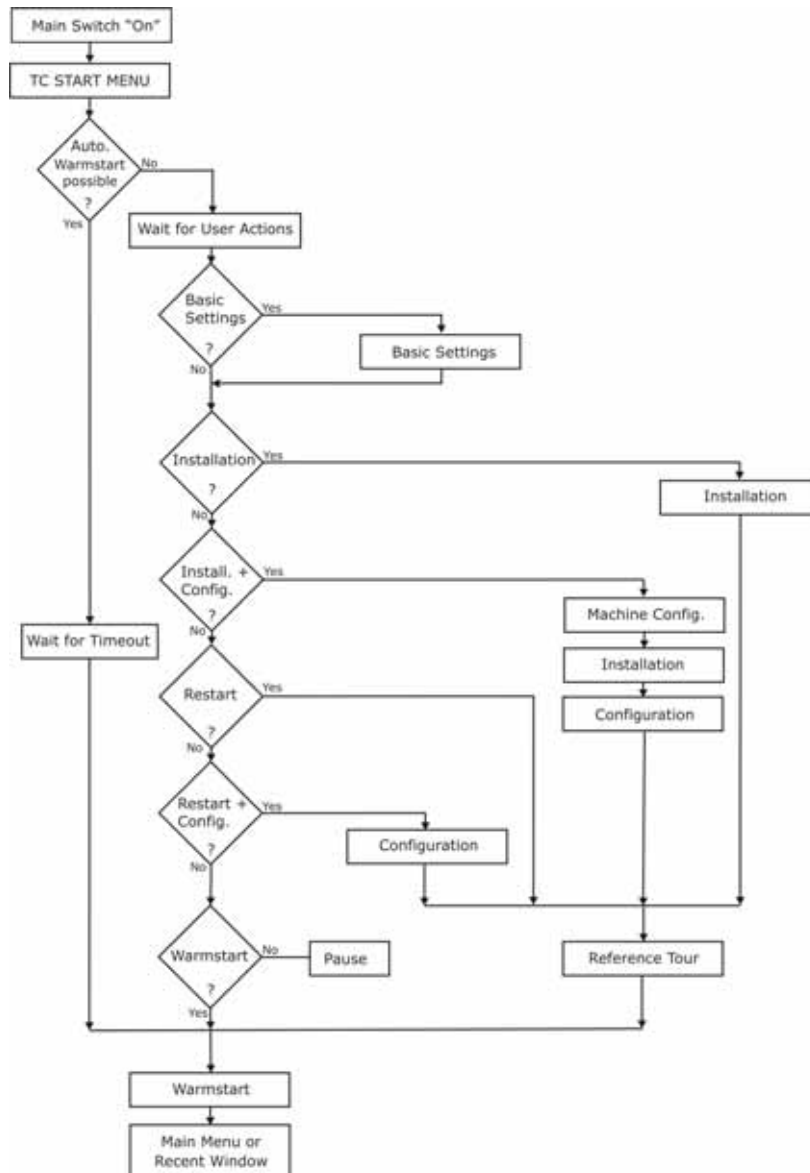 Main Switch “On”
TC START MENU
Auto.
Warmstart
possible
?
No
Yes
Wait for User Actions
Basic
Settings
?
Yes
No
Basic Settings
Installation
?
Yes
No
Installation
Install. +
Config.
?
Yes
No
Machine Config.
Installation
Configuration
Wait for Timeout
Restart
?
Yes
No
Restart +
Config.
?
Yes
No
Configuration
Warmstart
?
No
Yes
Pause
Reference Tour
Warmstart
Main Menu or
Recent Window